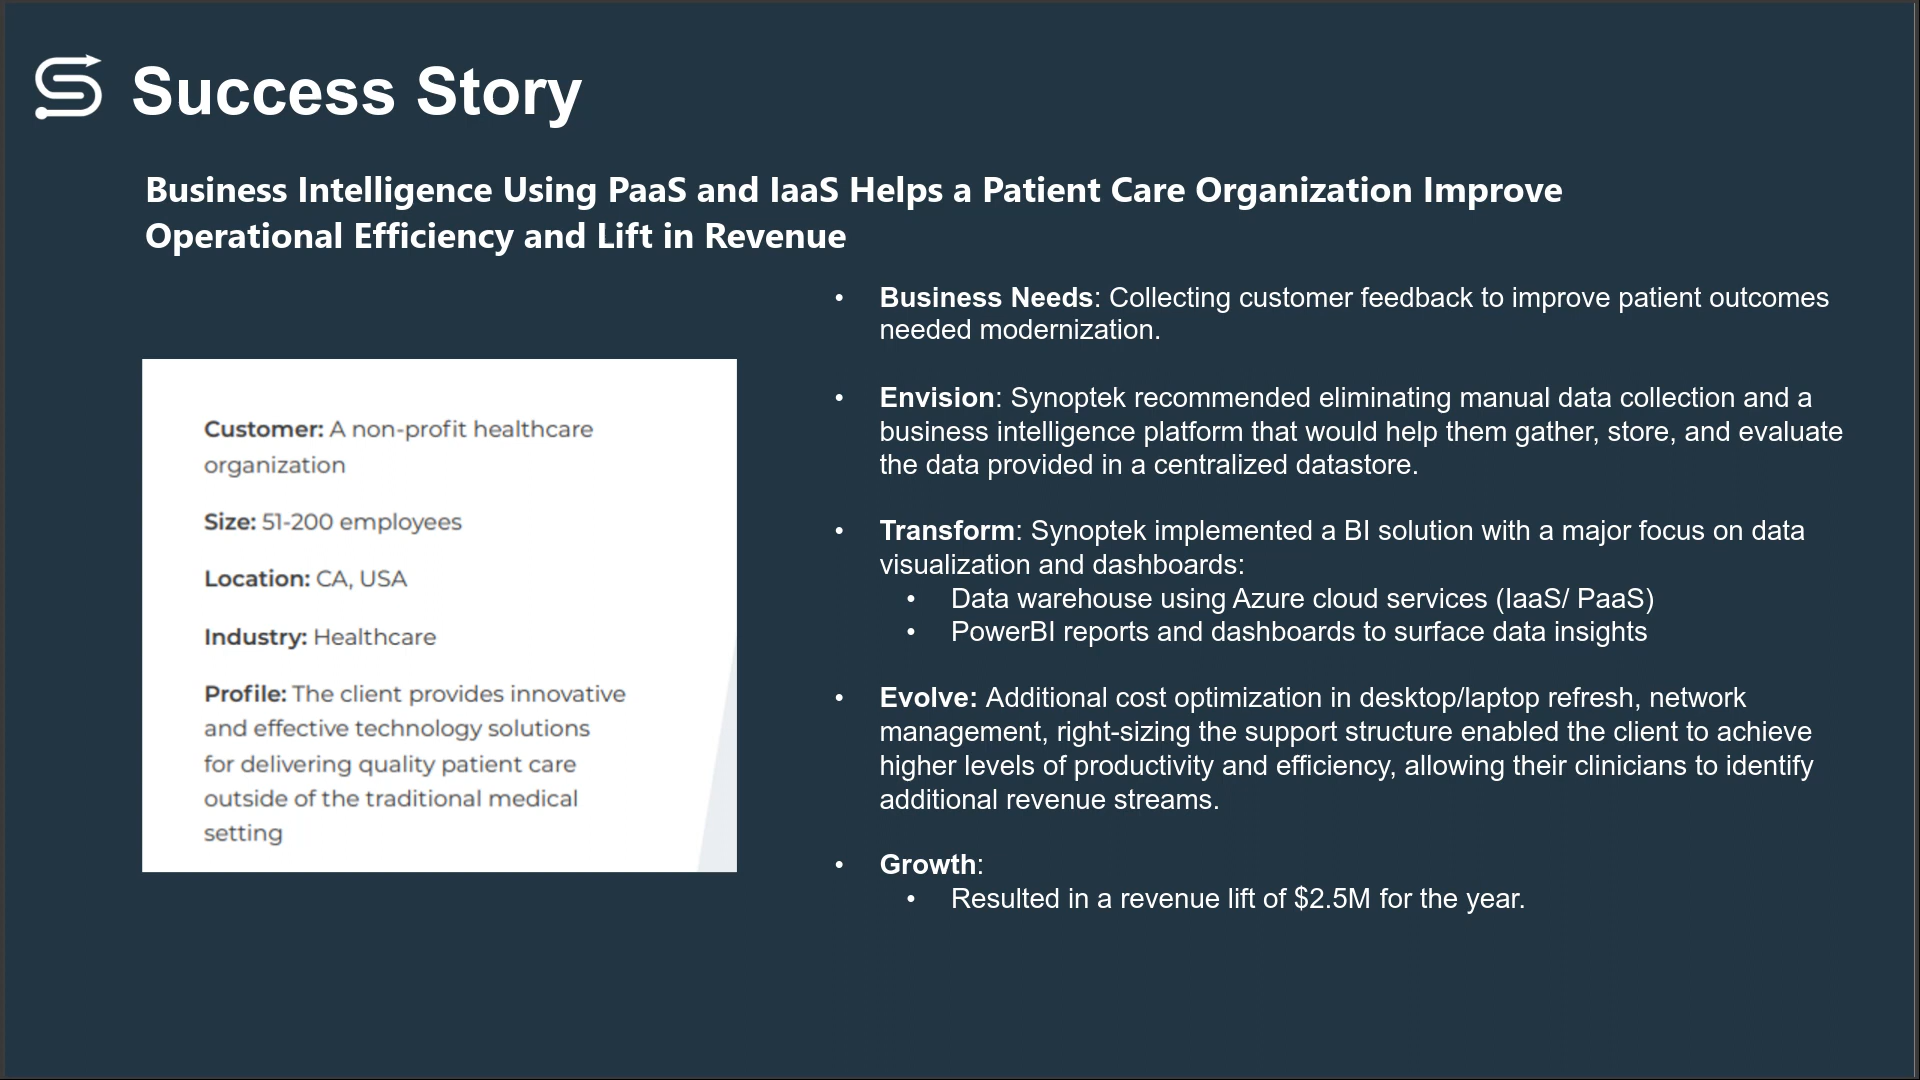 Success Story
Business Intelligence Using PaaS and IaaS Helps a Patient Care Organization Improve
Operational Efficiency and Lift in Revenue
Customer: A non-profit healthcare
organization
Size: 51-200 employees
Location: CA, USA
Industry: Healthcare
Profile: The client provides innovative
and effective technology solutions
for delivering quality patient care
outside of the traditional medical
setting
• Business Needs: Collecting customer feedback to improve patient outcomes
needed modernization.
• Envision: Synoptek recommended eliminating manual data collection and a
business intelligence platform that would help them gather, store, and evaluate
the data provided in a centralized datastore.
• Transform: Synoptek implemented a BI solution with a major focus on data
visualization and dashboards:
• Data warehouse using Azure cloud services (IaaS/ PaaS)
• PowerBI reports and dashboards to surface data insights
• Evolve: Additional cost optimization in desktop/laptop refresh, network
management, right-sizing the support structure enabled the client to achieve
higher levels of productivity and efficiency, allowing their clinicians to identify
additional revenue streams.
• Growth:
• Resulted in a revenue lift of $2.5M for the year.